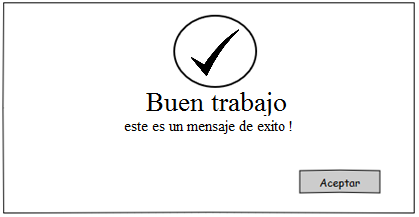 Buen trabajo
este es un mensaje de exito !
Aceptar